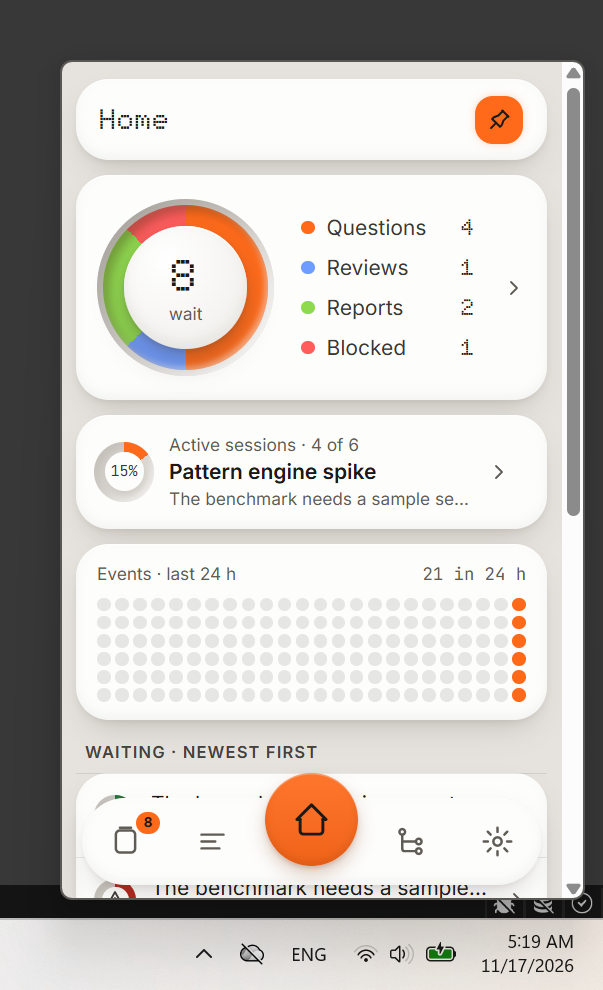 Home
8
wait
Questions 4
Reviews 1
Reports 2
Blocked 1
15%
Active sessions · 4 of 6
Pattern engine spike
The benchmark needs a sample se...
Events · last 24 h
21 in 24 h
WAITING · NEWEST FIRST
8
The benchmark needs a sample...
ENG
5:19 AM
11/17/2026